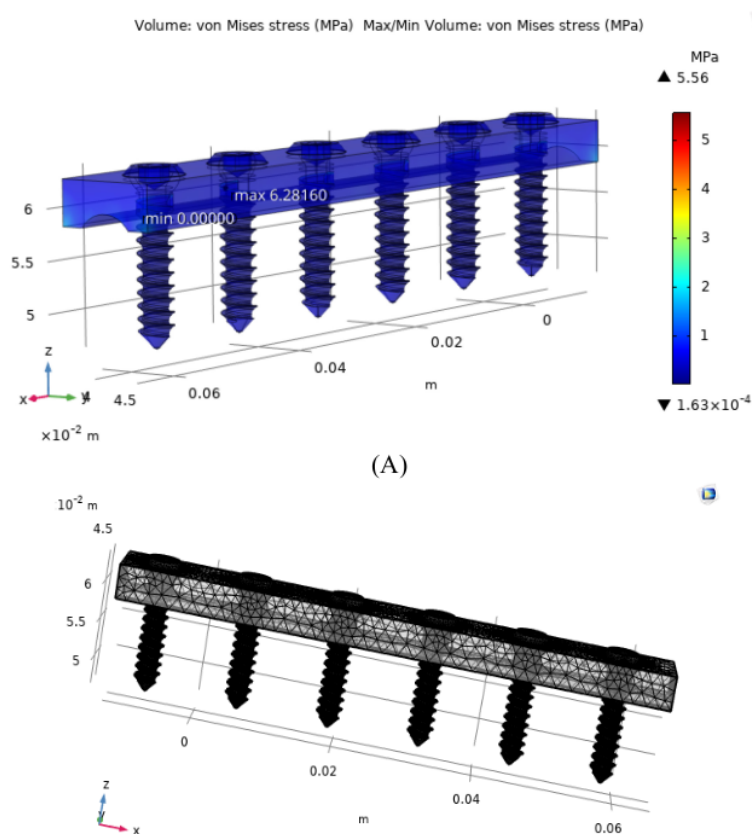 Volume: von Mises stress (MPa) Max/Min Volume: von Mises stress (MPa)
MPa
▲ 5.56
5
4
3
2
1
▼ 1.63×10⁻⁴
max 6.28160
min 0.00000
6
5.5
5
0
0.02
0.04
0.06
m
z
x
y
4
4.5
×10⁻² m
(A)
10⁻² m
4.5
6
5.5
5
0
0.02
0.04
0.06
m
z
y
x